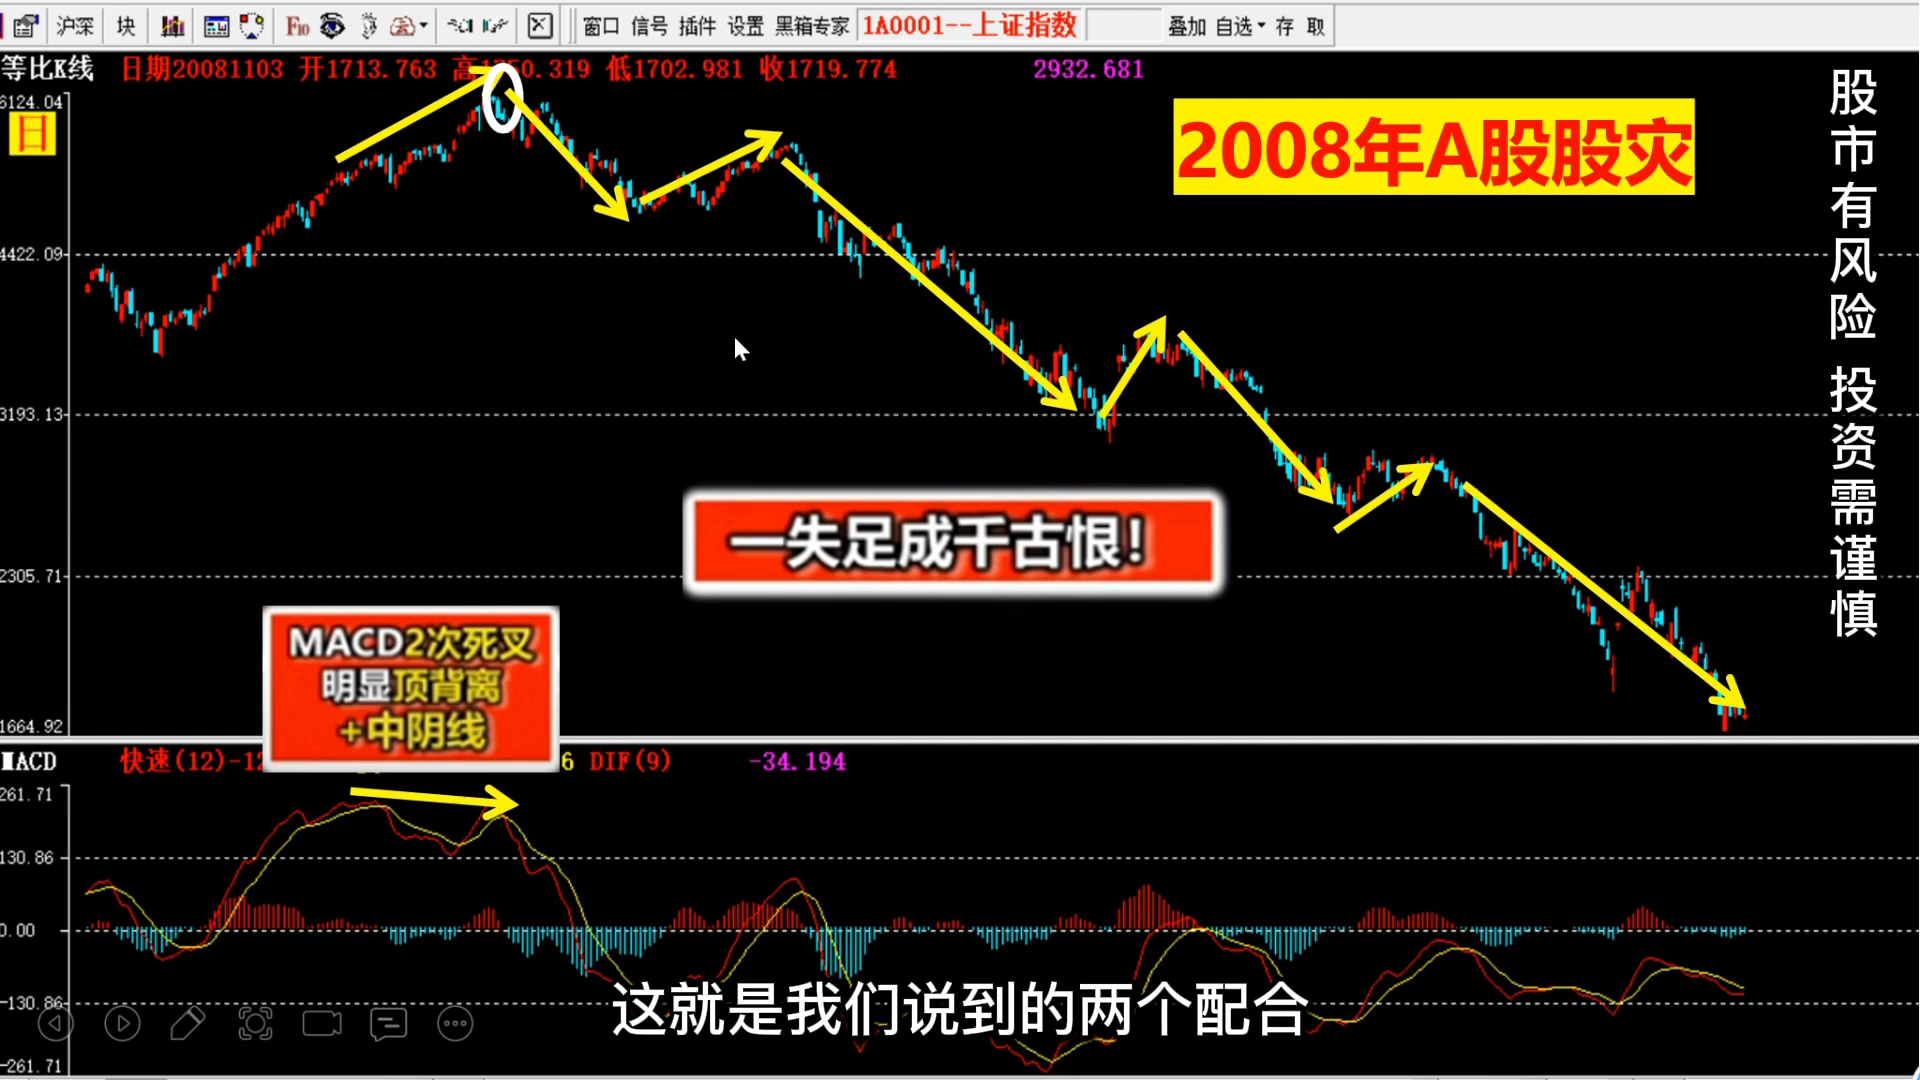 沪深 块 F10 窗口 信号 插件 设置 黑箱专家 1A0001--上证指数 叠加 自选 存 取
等比K线 日期20081103 开1713.763 低1702.981 收1719.774 2932.681
6124.04
日
4422.09
3193.13
2305.71
1664.92
2008年A股股灾
股市有风险 投资需谨慎
一失足成千古恨！
MACD2次死叉
明显顶背离
+中阴线
MACD 快速(12)-12 6 DIF(9) -34.194
261.71
130.86
0.00
-130.86
-261.71
这就是我们说到的两个配合